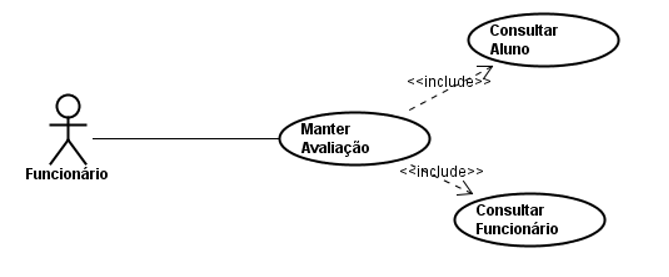 Consultar
Aluno
<<include>>
Manter
Avaliação
Funcionário
<<include>>
Consultar
Funcionário